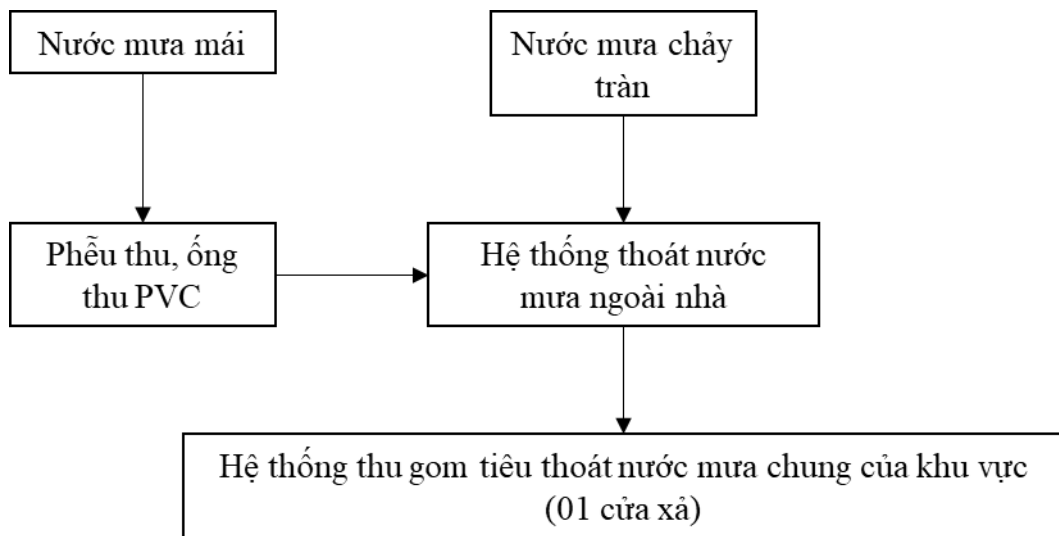 Nước mưa mái
Nước mưa chảy
tràn
Phễu thu, ống
thu PVC
Hệ thống thoát nước
mưa ngoài nhà
Hệ thống thu gom tiêu thoát nước mưa chung của khu vực
(01 cửa xả)